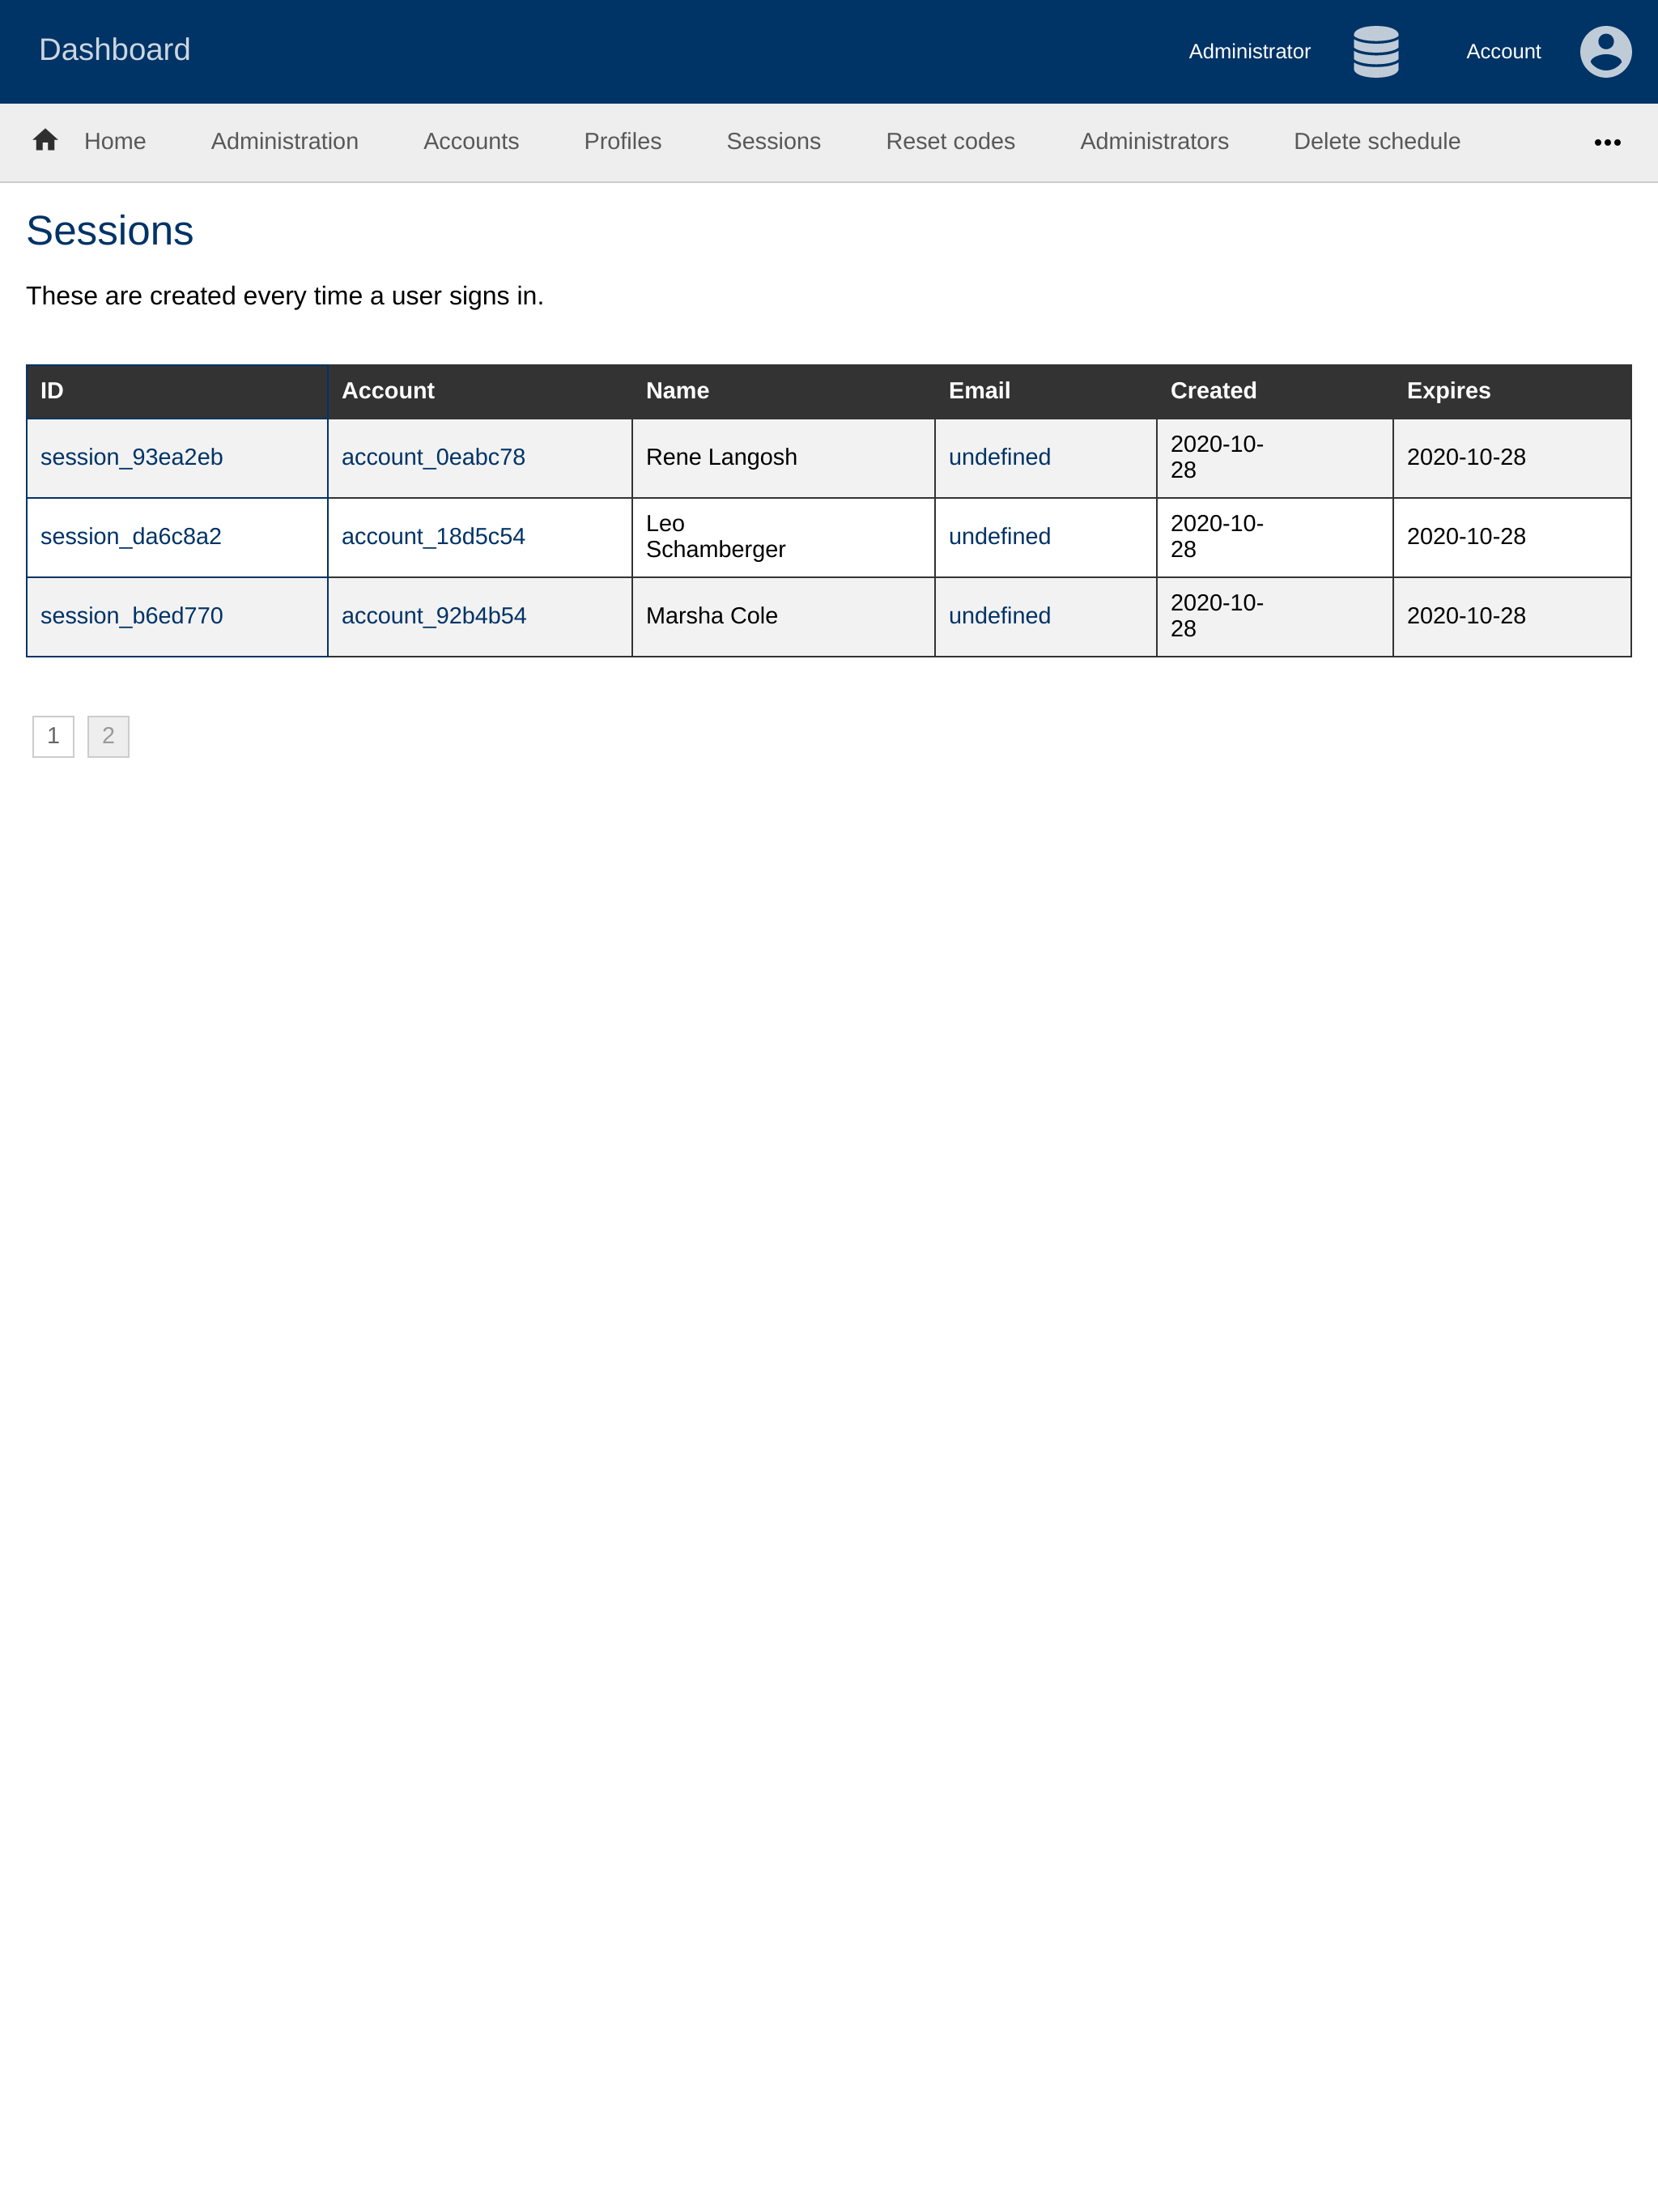 Dashboard
Administrator
Account
Home
Administration
Accounts
Profiles
Sessions
Reset codes
Administrators
Delete schedule
Sessions
These are created every time a user signs in.
ID
Account
Name
Email
Created
Expires
session_93ea2eb
account_0eabc78
Rene Langosh
undefined
2020-10-
28
2020-10-28
session_da6c8a2
account_18d5c54
Leo
Schamberger
undefined
2020-10-
28
2020-10-28
session_b6ed770
account_92b4b54
Marsha Cole
undefined
2020-10-
28
2020-10-28
1
2